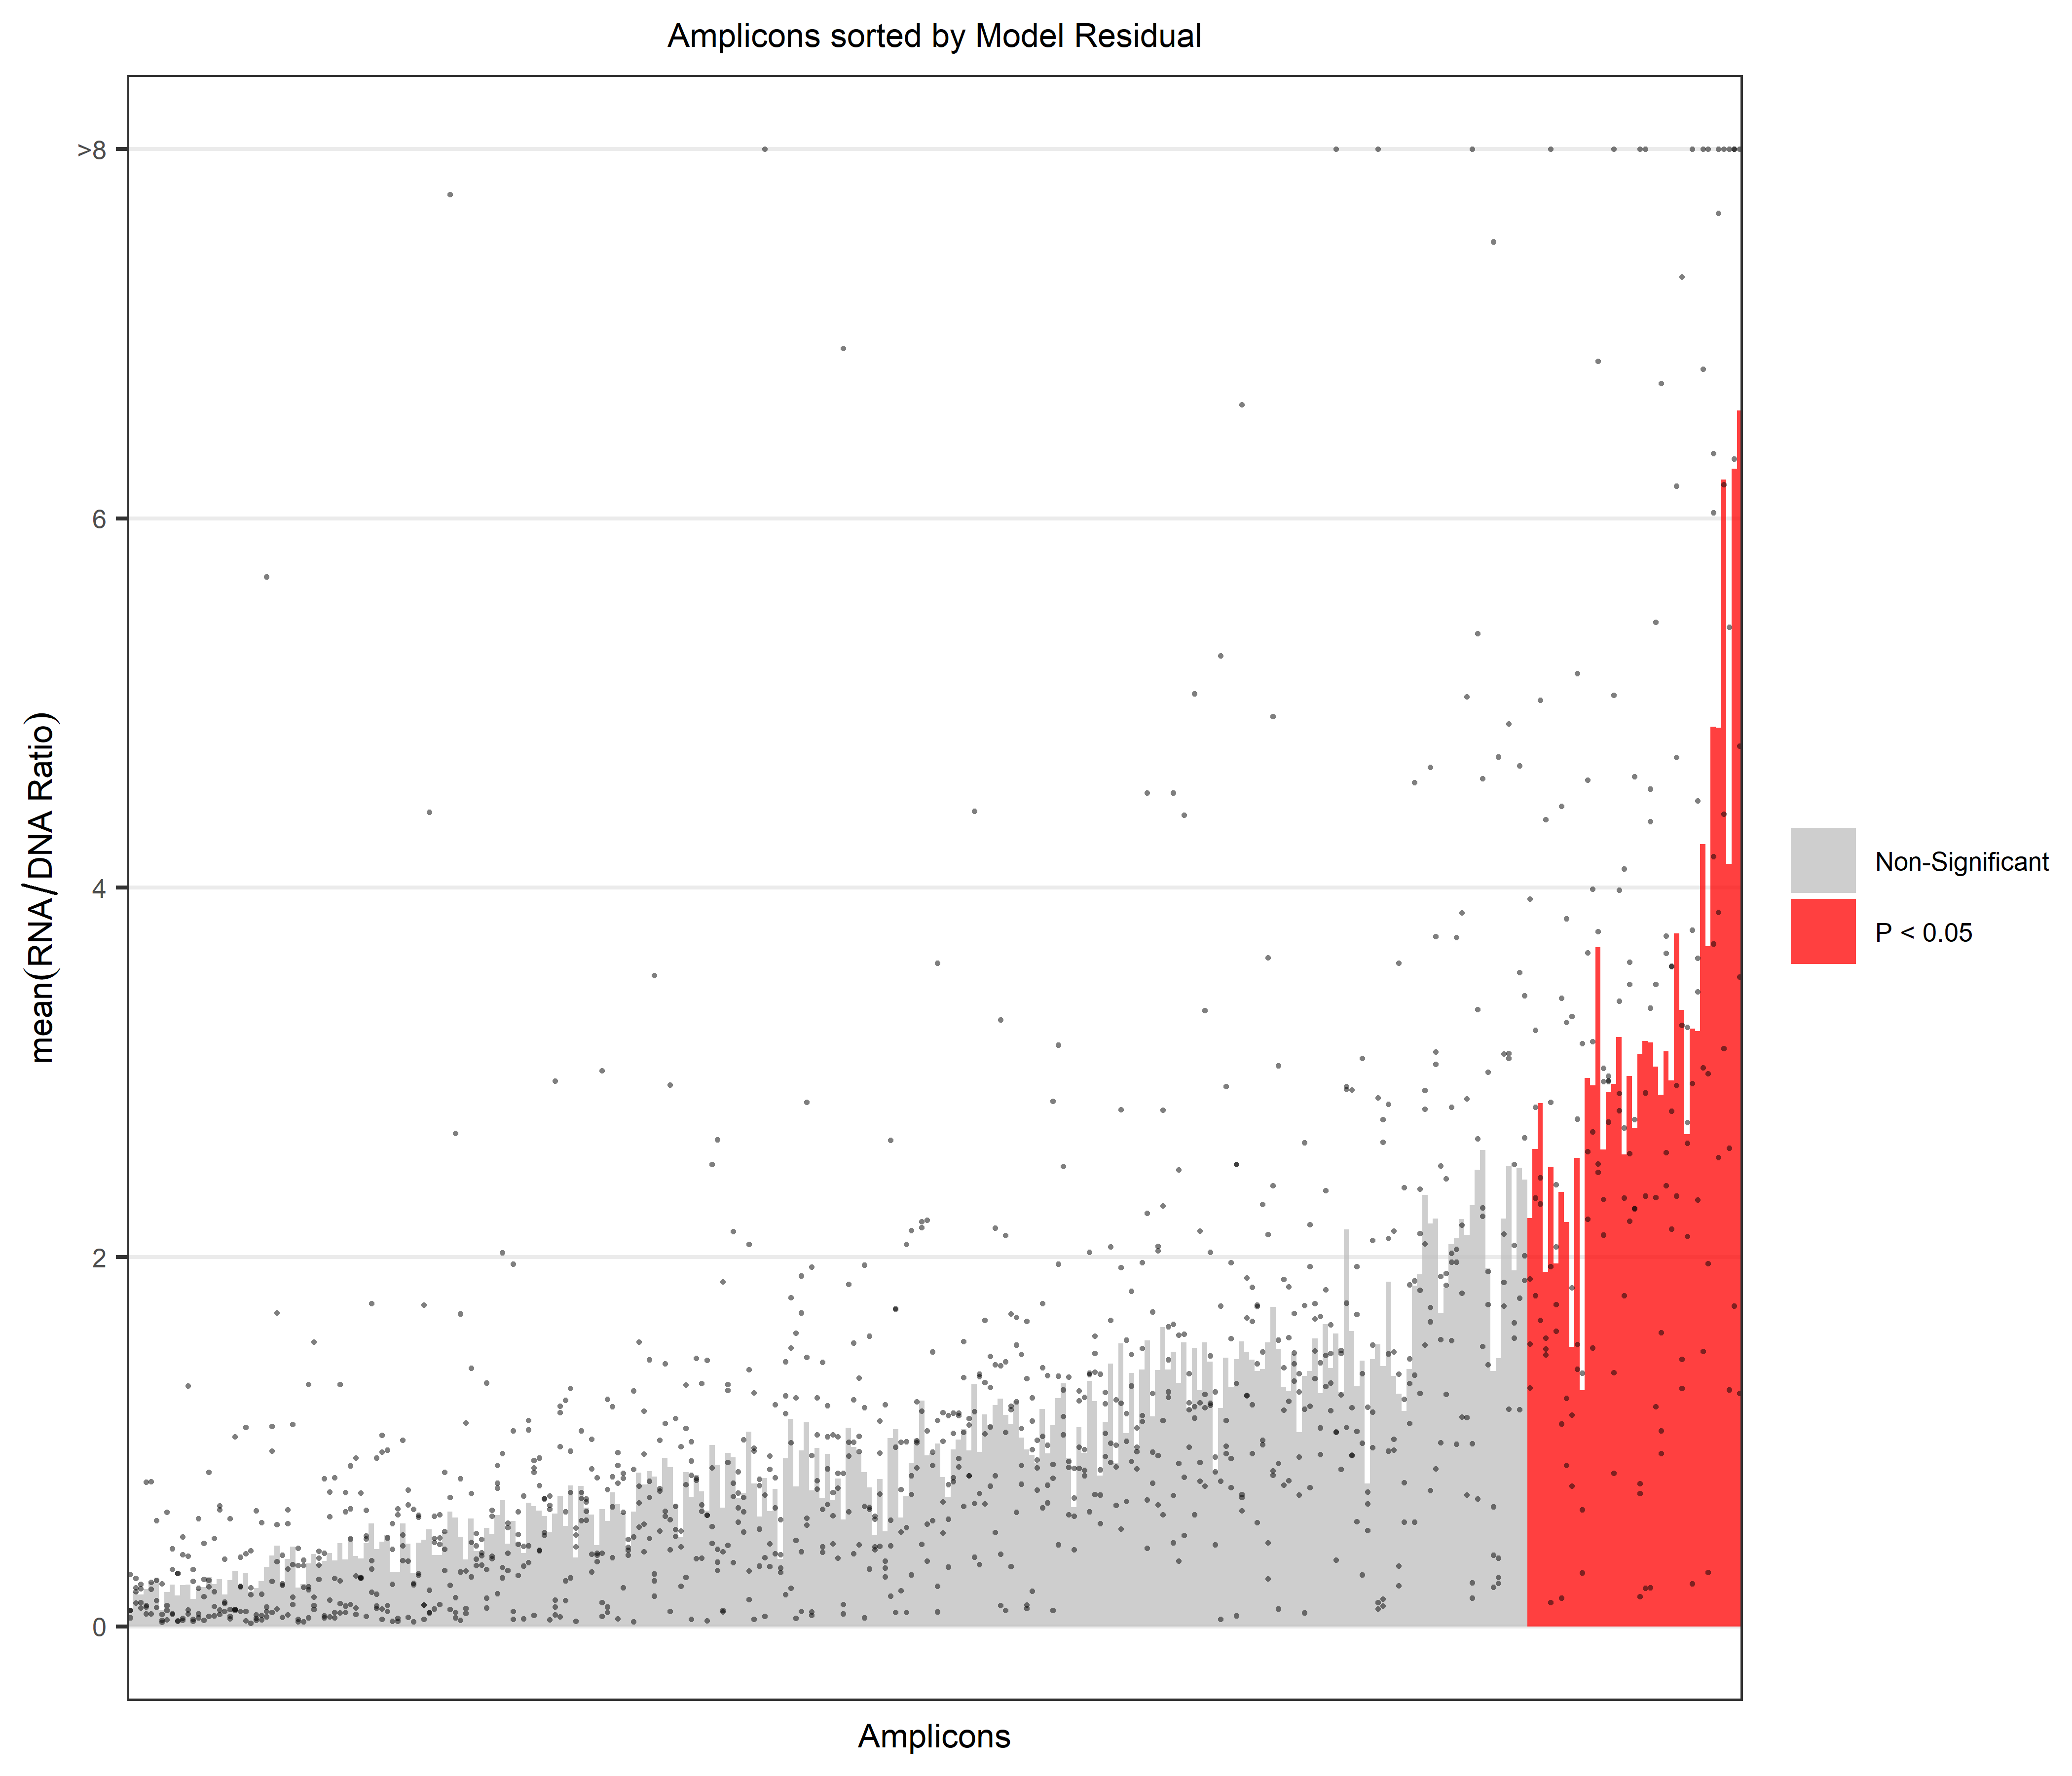 Amplicons sorted by Model Residual
>8
6
4
2
0
mean(RNA/DNA Ratio)
Amplicons
Non-Significant
P < 0.05